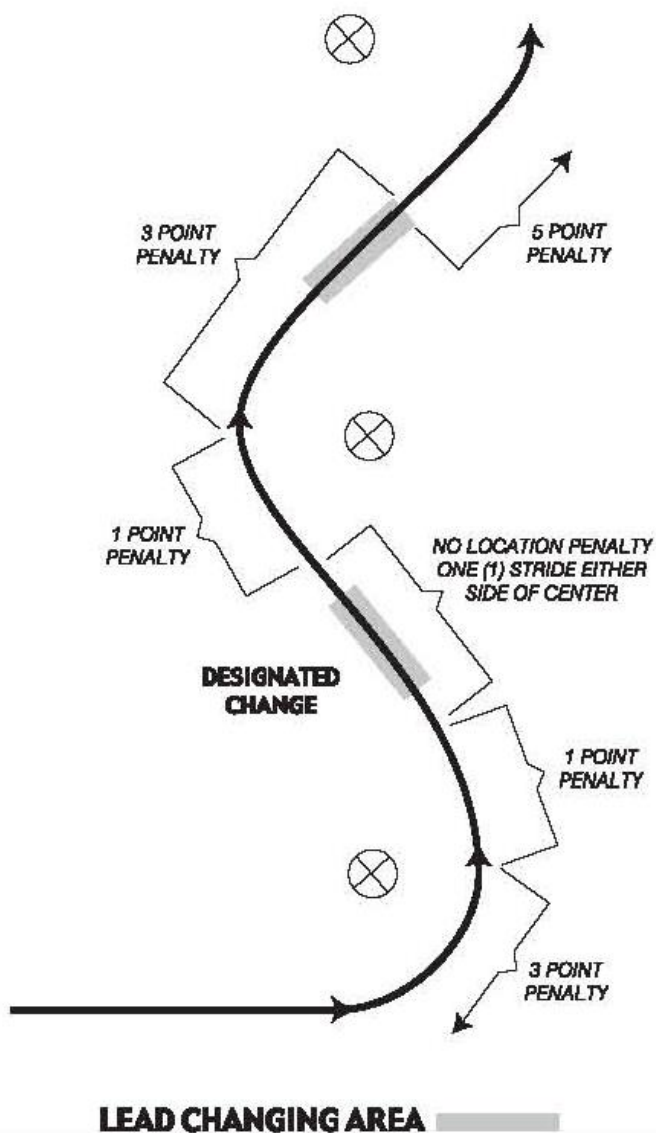 3 POINT
PENALTY
5 POINT
PENALTY
1 POINT
PENALTY
NO LOCATION PENALTY
ONE (1) STRIDE EITHER
SIDE OF CENTER
DESIGNATED
CHANGE
1 POINT
PENALTY
3 POINT
PENALTY
LEAD CHANGING AREA